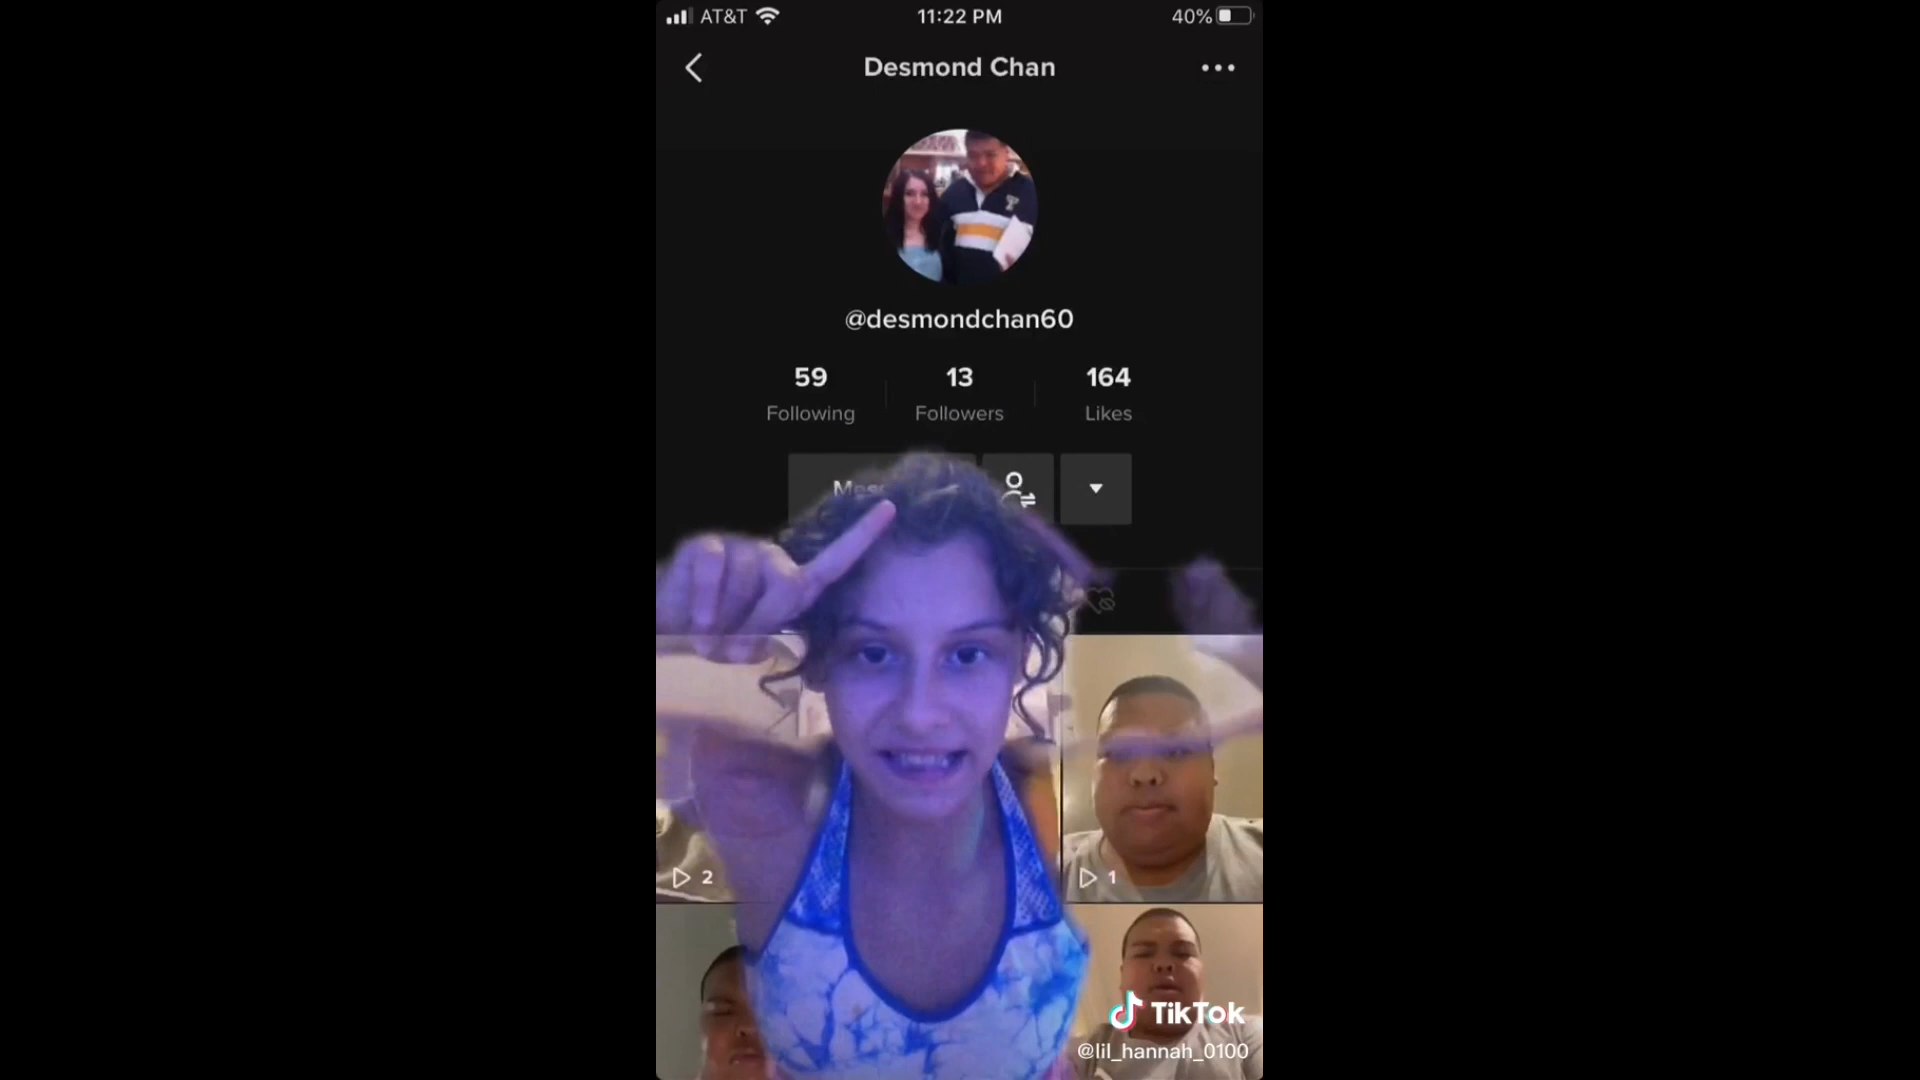 AT&T 11:22 PM 40%
Desmond Chan
@desmondchan60
59 13 164
Following Followers Likes
2 1
TikTok
@lil_hannah_0100